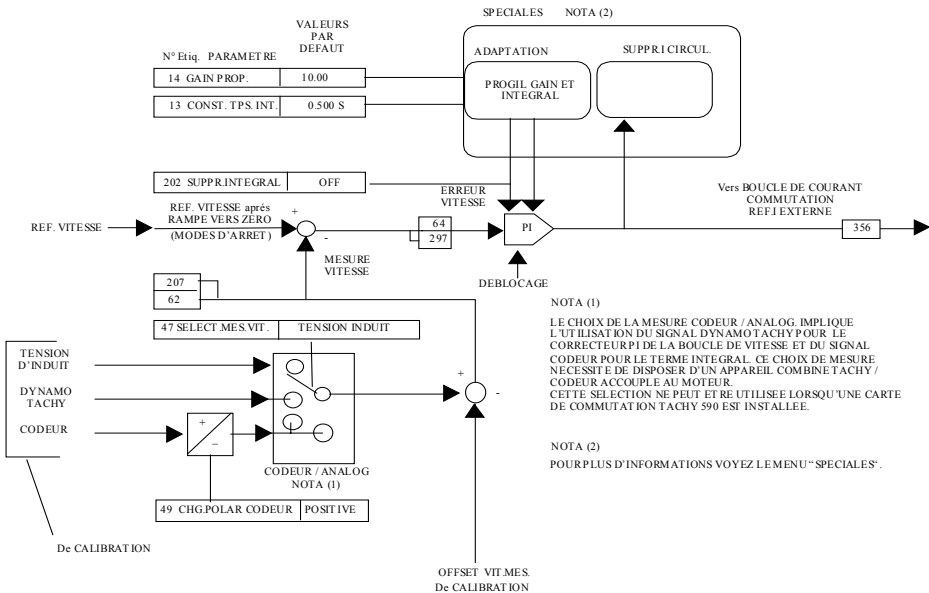 SPECIALES NOTA (2)
VALEURS
PAR
DEFAUT
N° Etiq. PARAMETRE
ADAPTATION
SUPPR.I CIRCUL.
14 GAIN PROP. 10.00
PROGIL GAIN ET
INTEGRAL
13 CONST. TPS. INT. 0.500 S
202 SUPPR.INTEGRAL OFF
ERREUR
VITESSE
Vers BOUCLE DE COURANT
COMMUTATION
REF.I EXTERNE
REF. VITESSE
REF. VITESSE aprés
RAMPE VERS ZÉRO
(MODES D'ARRET)
+
-
64
297
PI
356
MESURE
VITESSE
DEBLOCAGE
207
62
47 SELECT.MES.VIT. TENSION INDUIT
NOTA (1)
LE CHOIX DE LA MESURE CODEUR / ANALOG. IMPLIQUE
L'UTILISATION DU SIGNAL DYNAMO TACHY POUR LE
CORRECTEUR PI DE LA BOUCLE DE VITESSE ET DU SIGNAL
CODEUR POUR LE TERME INTEGRAL. CE CHOIX DE MESURE
NECESSITE DE DISPOSER D'UN APPAREIL COMBINE TACHY /
CODEUR ACCOUPLE AU MOTEUR.
CETTE SELECTION NE PEUT ETRE UTILISEE LORSQU'UNE CARTE
DE COMMUTATION TACHY 590 EST INSTALLEE.
TENSION
D'INDUIT
DYNAMO
TACHY
CODEUR
+
-
+
-
CODEUR / ANALOG
NOTA (1)
NOTA (2)
POUR PLUS D'INFORMATIONS VOYEZ LE MENU "SPECIALES".
49 CHG.POLAR CODEUR POSITIVE
De CALIBRATION
OFFSET VIT.MES.
De CALIBRATION